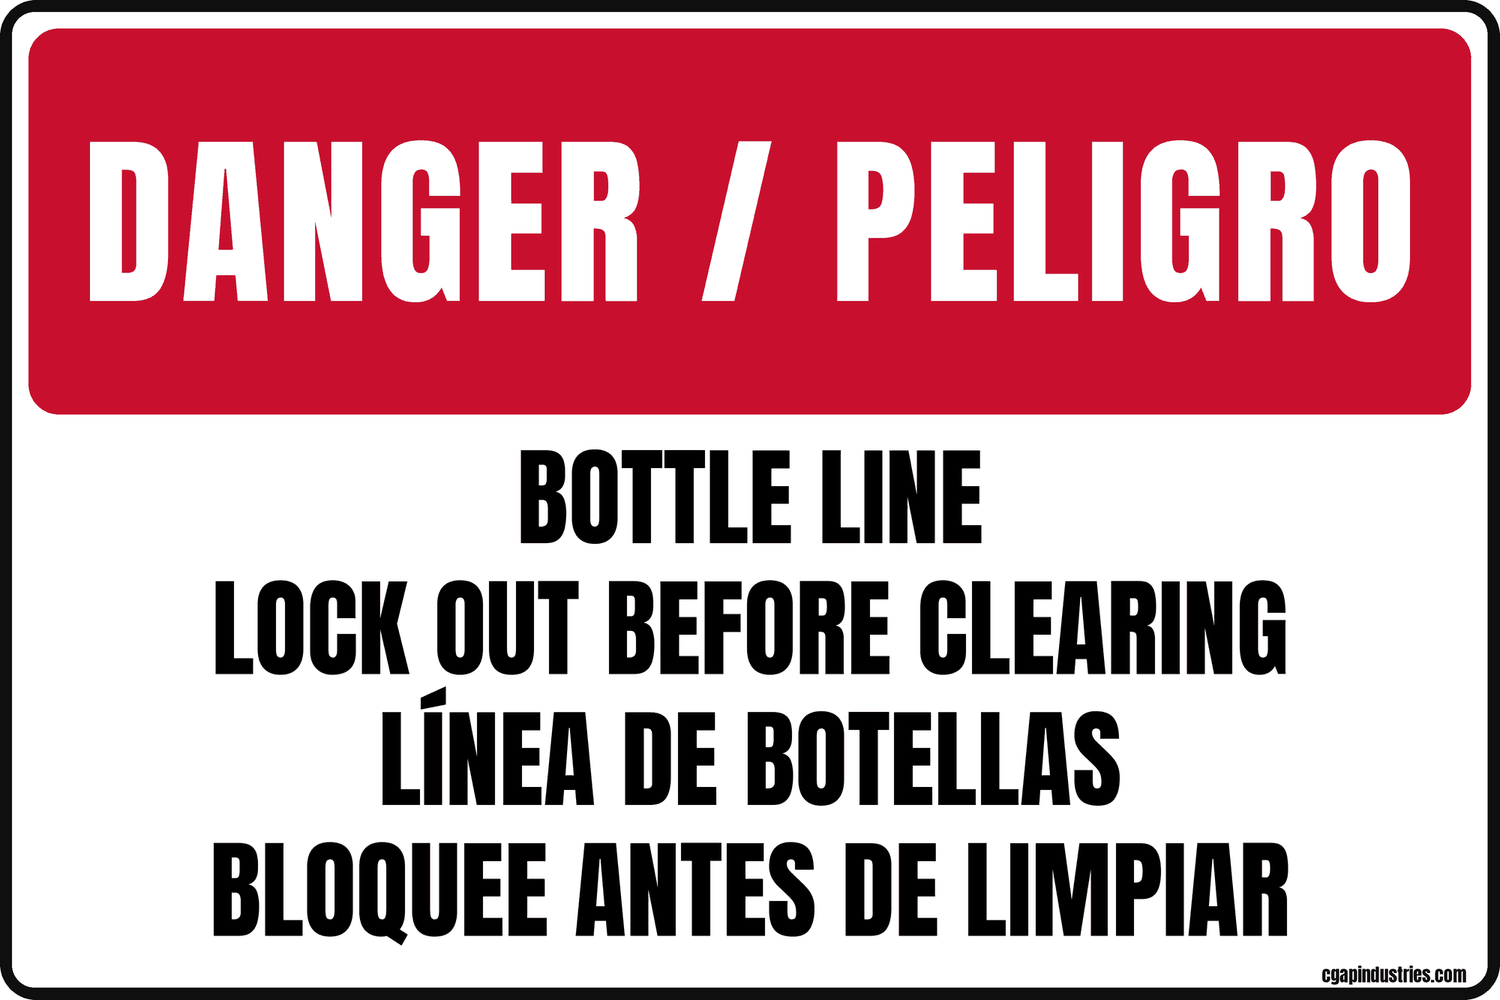 DANGER / PELIGRO
BOTTLE LINE
LOCK OUT BEFORE CLEARING
LÍNEA DE BOTELLAS
BLOQUEE ANTES DE LIMPIAR
cgapindustries.com